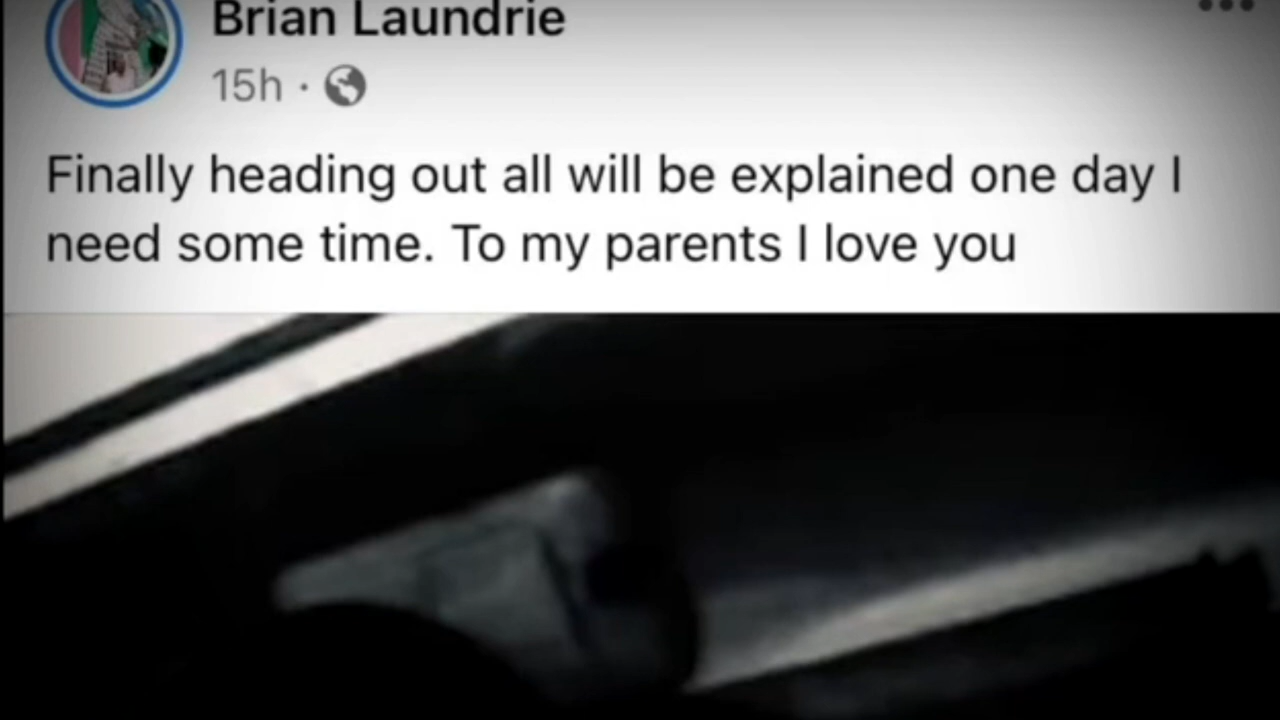 Brian Laundrie
15h ·
Finally heading out all will be explained one day I
need some time. To my parents I love you